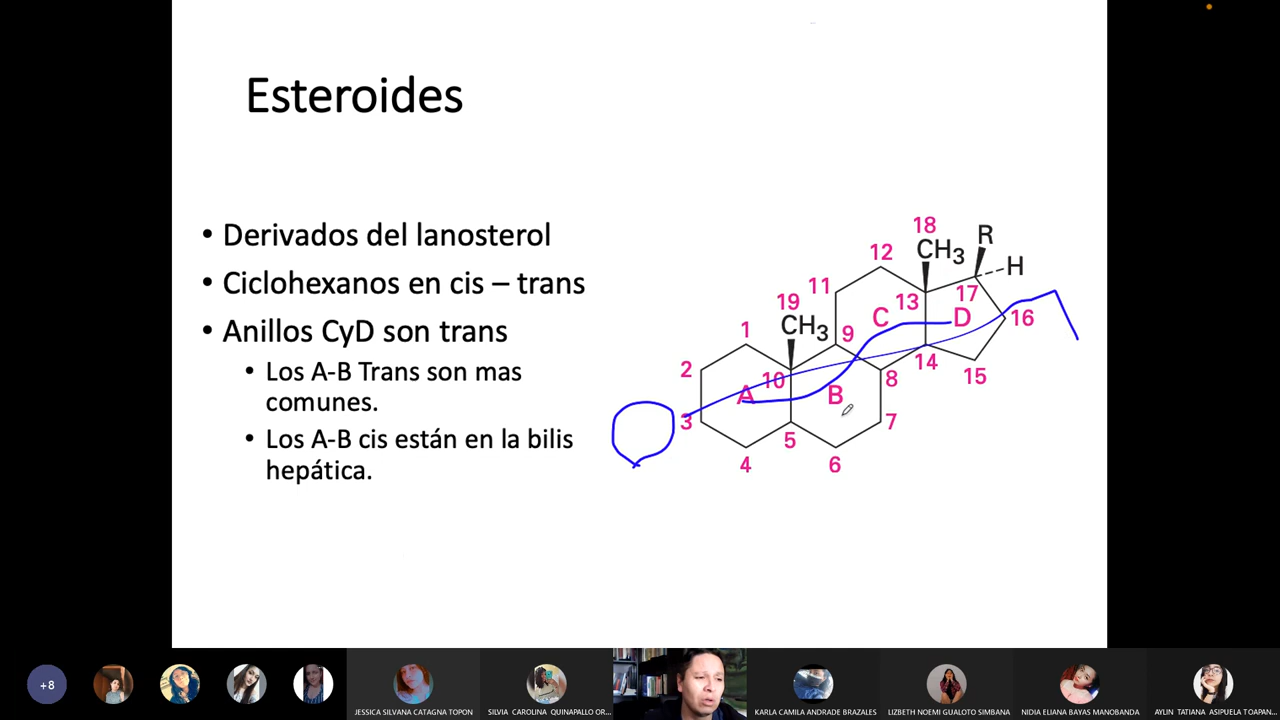 Esteroides
• Derivados del lanosterol
• Ciclohexanos en cis – trans
• Anillos CyD son trans
• Los A-B Trans son mas
comunes.
• Los A-B cis están en la bilis
hepática.
18
R
CH3
12
H
11
17
19
13
C
D
16
CH3
1
9
14
2
10
8
15
A
B
3
7
5
4
6
+8
JESSICA SILVANA CATAGNA TOPON
SILVIA CAROLINA QUINAPALLO OR...
KARLA CAMILA ANDRADE BRAZALES
LIZBETH NOEMI GUALOTO SIMBANA
NIDIA ELIANA BAYAS MANOBANDA
AYLIN TATIANA ASIPUELA TOAPAN...